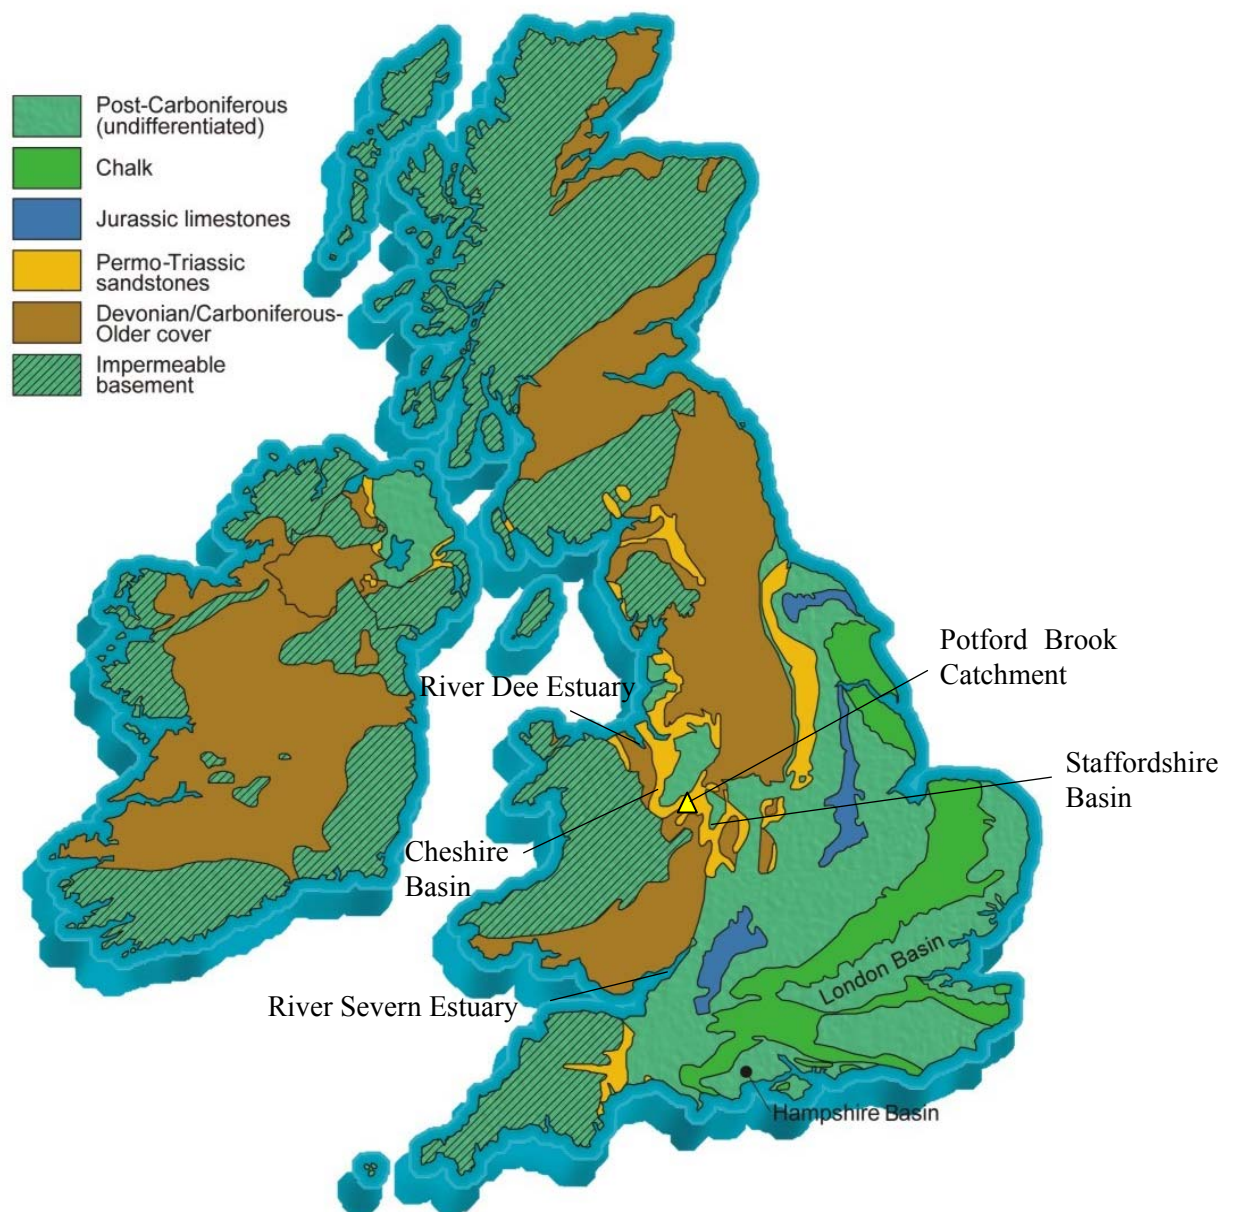 Post-Carboniferous
(undifferentiated)
Chalk
Jurassic limestones
Permo-Triassic
sandstones
Devonian/Carboniferous-
Older cover
Impermeable
basement
Potford Brook
Catchment
River Dee Estuary
Staffordshire
Basin
Cheshire
Basin
London Basin
River Severn Estuary
Hampshire Basin